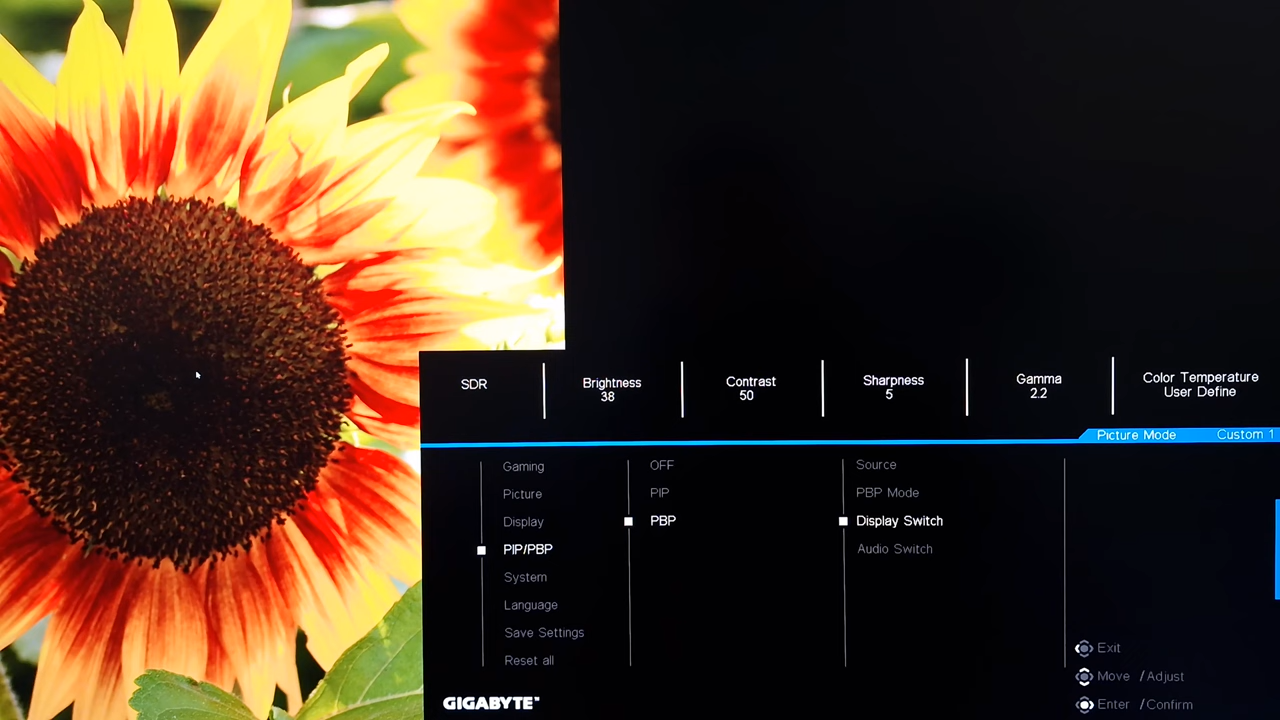 SDR
Brightness
38
Contrast
50
Sharpness
5
Gamma
2.2
Color Temperature
User Define
Picture Mode Custom 1
Gaming
Picture
Display
PIP/PBP
System
Language
Save Settings
Reset all
OFF
PIP
PBP
Source
PBP Mode
Display Switch
Audio Switch
Exit
Move /Adjust
Enter /Confirm
GIGABYTE™